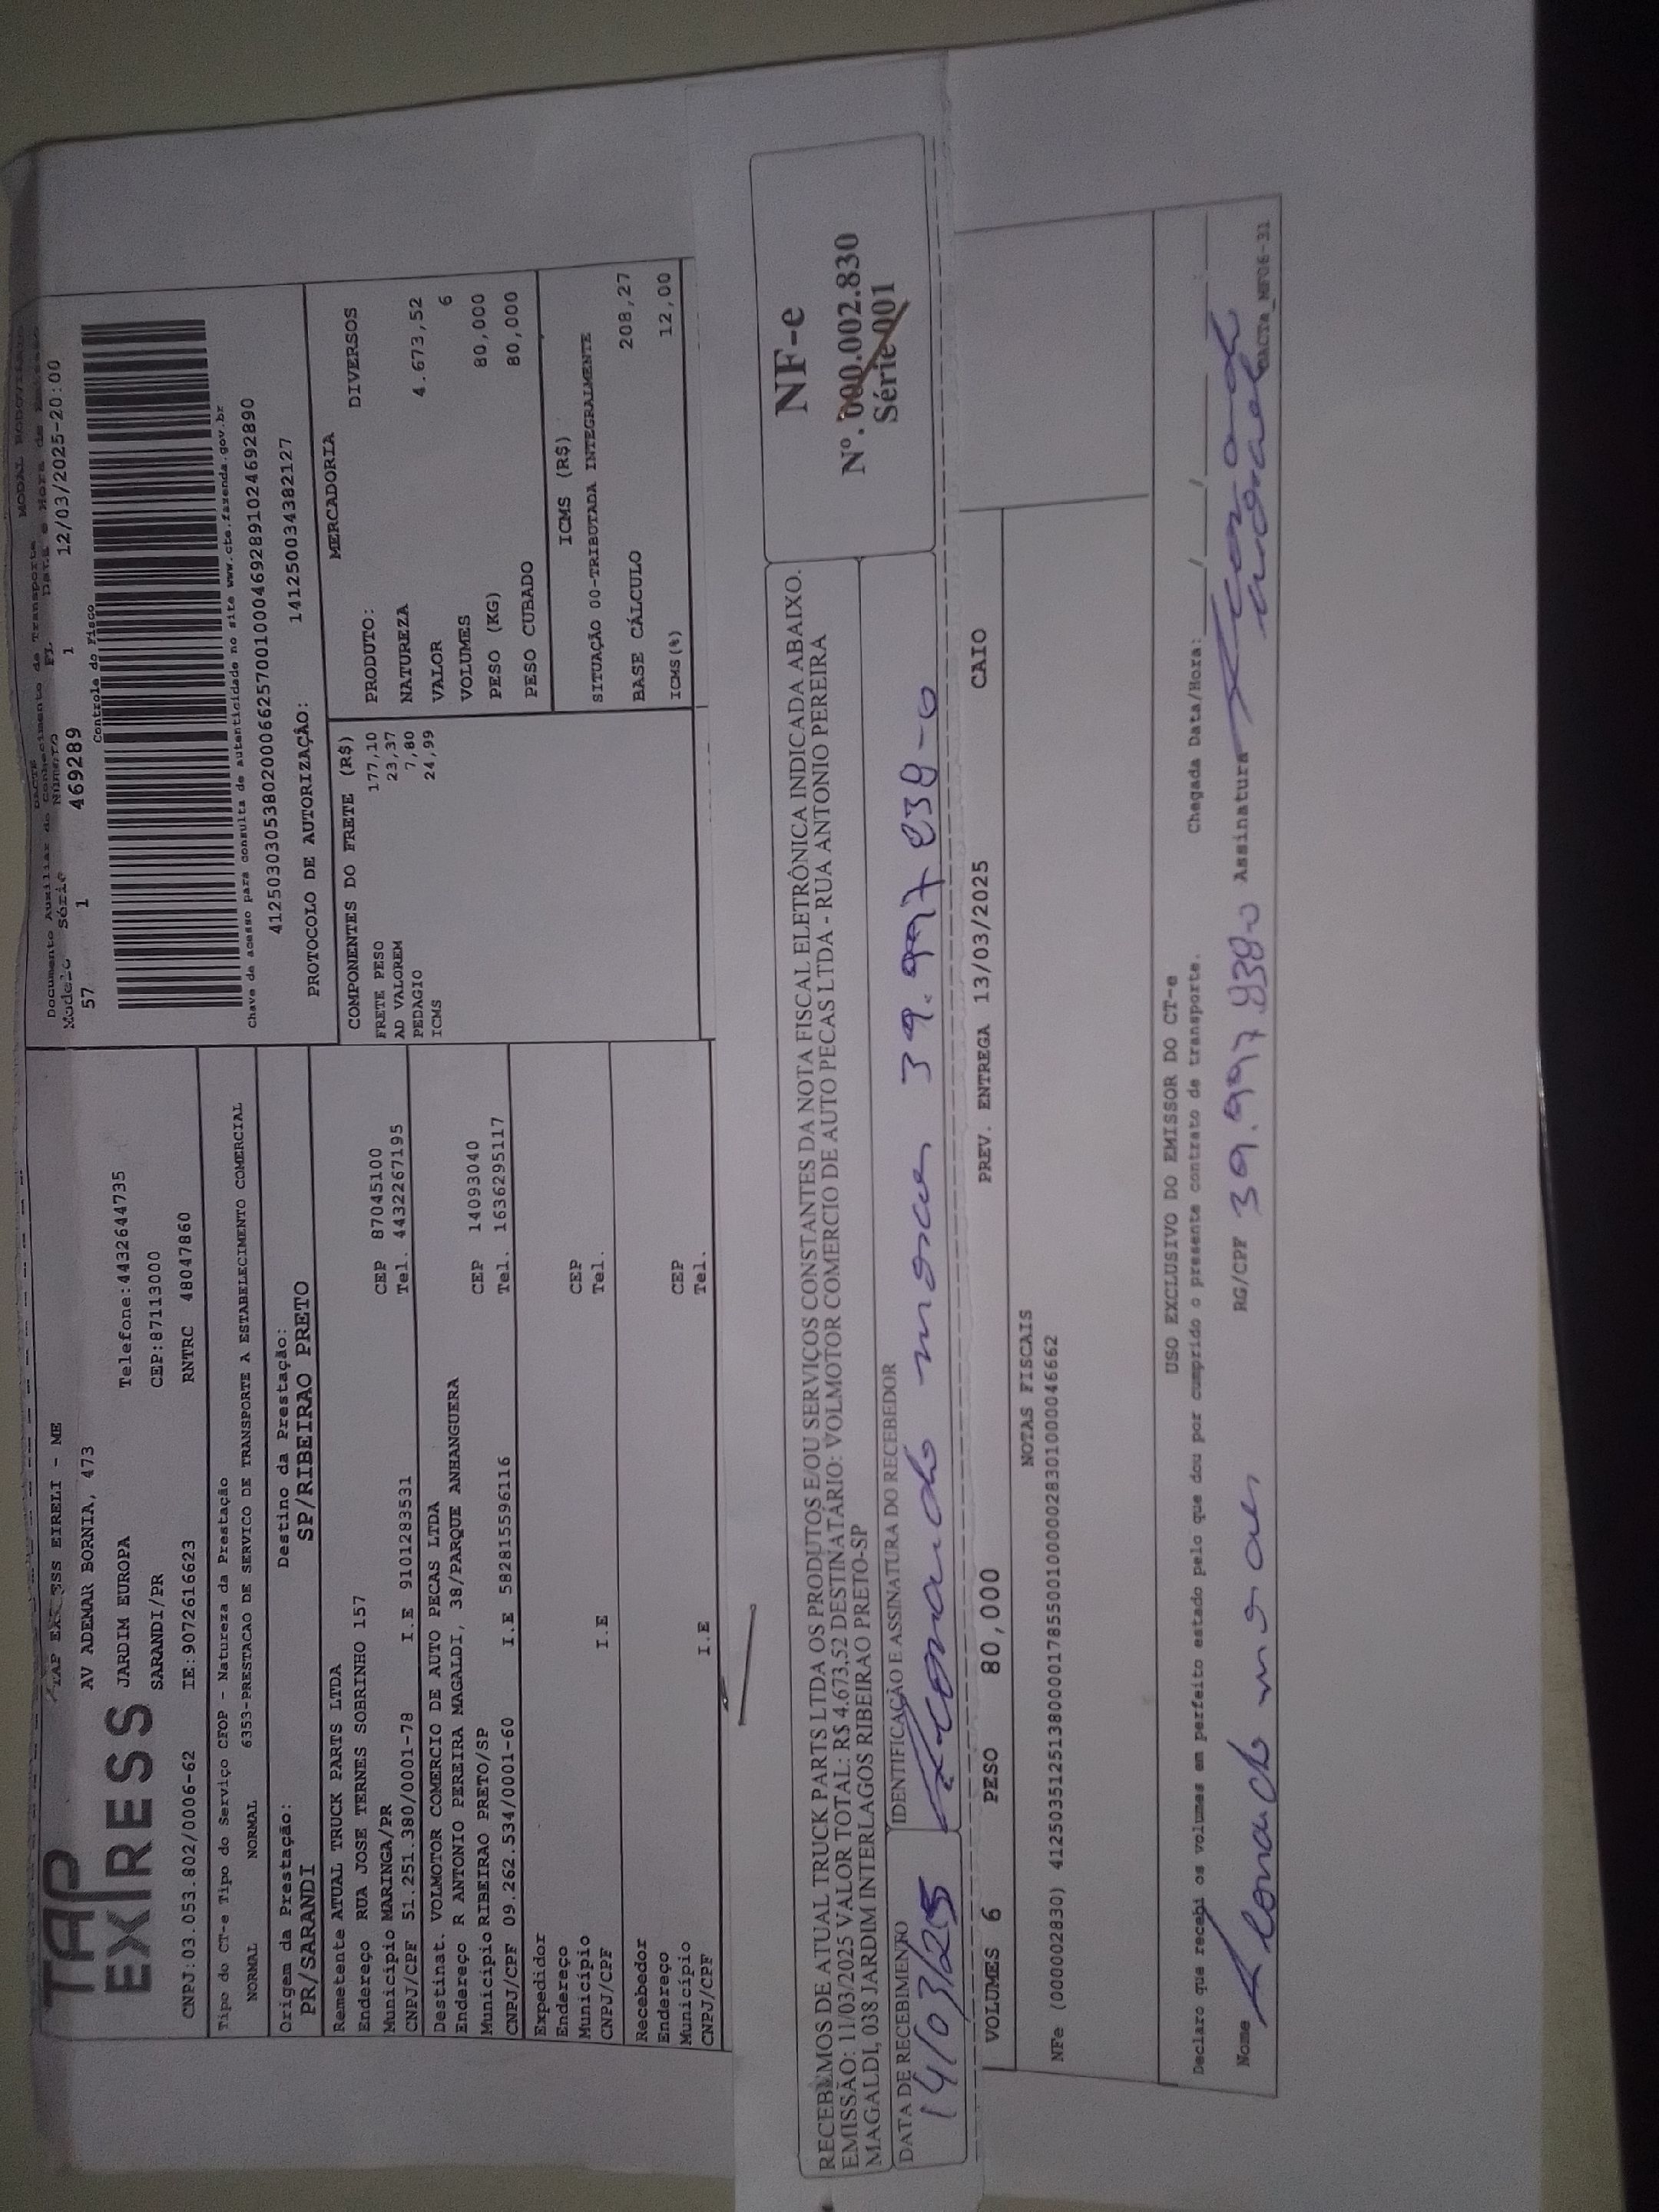 TAP
EXPRESS
TAP EXPRESS EIRELI - ME
AV ADEMAR BORNIA, 473
JARDIM EUROPA Telefone:4432644735
SARANDI/PR CEP:87113000
CNPJ:03.053.802/0006-62 IE:9072616623 RNTRC 48047860
Tipo do CT-e Tipo do Serviço CFOP - Natureza da Prestação
NORMAL NORMAL 6353-PRESTACAO DE SERVICO DE TRANSPORTE A ESTABELECIMENTO COMERCIAL
Origem da Prestação: Destino da Prestação:
PR/SARANDI SP/RIBEIRAO PRETO
Remetente ATUAL TRUCK PARTS LTDA
Endereço RUA JOSE TERNES SOBRINHO 157 CEP 87045100
Município MARINGA/PR Tel. 4432267195
CNPJ/CPF 51.251.380/0001-78 I.E 9101283531
Destinat. VOLMOTOR COMERCIO DE AUTO PECAS LTDA
Endereço R ANTONIO PEREIRA MAGALDI, 38/PARQUE ANHANGUERA CEP 14093040
Município RIBEIRAO PRETO/SP Tel. 1636295117
CNPJ/CPF 09.262.534/0001-60 I.E 582815596116
Expedidor
Endereço CEP
Município Tel.
CNPJ/CPF I.E
Recebedor
Endereço CEP
Município Tel.
CNPJ/CPF I.E
DACTE MODAL RODOVIÁRIO
Documento Auxiliar do Conhecimento de Transporte
Modelo Série Número FL Data e Hora de
57 1 469289 1 12/03/2025-20:00
Controle do Fisco
Chave de acesso para consulta de autenticidade no site www.cte.fazenda.gov.br
41250303053802000662570010004692891024692890
PROTOCOLO DE AUTORIZAÇÃO: 141250034382127
COMPONENTES DO FRETE (R$)
FRETE PESO 177,10
AD VALOREM 23,37
PEDAGIO 7,80
ICMS 24,99
MERCADORIA
PRODUTO: DIVERSOS
NATUREZA
VALOR 4.673,52
VOLUMES 6
PESO (KG) 80,000
PESO CUBADO 80,000
ICMS (R$)
SITUAÇÃO 00-TRIBUTADA INTEGRALMENTE
BASE CÁLCULO 208,27
ICMS(%) 12,00
RECEBEMOS DE ATUAL TRUCK PARTS LTDA OS PRODUTOS E/OU SERVIÇOS CONSTANTES DA NOTA FISCAL ELETRÔNICA INDICADA ABAIXO.
EMISSÃO: 11/03/2025 VALOR TOTAL: R$ 4.673,52 DESTINATÁRIO: VOLMOTOR COMERCIO DE AUTO PECAS LTDA - RUA ANTONIO PEREIRA
MAGALDI, 038 JARDIM INTERLAGOS RIBEIRAO PRETO-SP
DATA DE RECEBIMENTO IDENTIFICAÇÃO E ASSINATURA DO RECEBEDOR
14/03/25 39.997 838-0
NF-e
Nº. 000.002.830
Série 001
VOLUMES 6 PESO 80,000 PREV. ENTREGA 13/03/2025 CAIO
NOTAS FISCAIS
NFe (000002830) 41250351251380000178550010000028301000046662
USO EXCLUSIVO DO EMISSOR DO CT-e
Declaro que recebi os volumes em perfeito estado pelo que dou por cumprido o presente contrato de transporte. Chegada Data/Hora: / /
Nome RG/CPF 39.997 838-0 Assinatura
DACTe_MF06-31